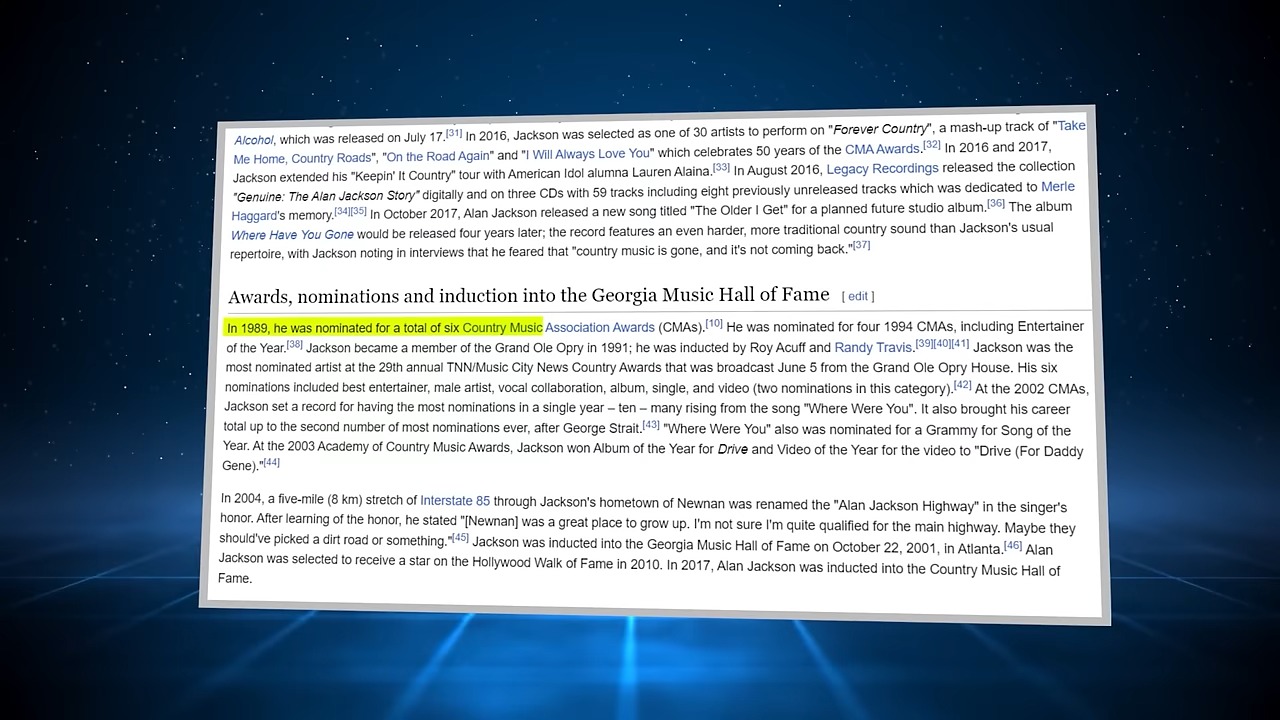 Alcohol, which was released on July 17.[31] In 2016, Jackson was selected as one of 30 artists to perform on "Forever Country", a mash-up track of "Take
Me Home, Country Roads", "On the Road Again" and "I Will Always Love You" which celebrates 50 years of the CMA Awards.[32] In 2016 and 2017,
Jackson extended his "Keepin' It Country" tour with American Idol alumna Lauren Alaina.[33] In August 2016, Legacy Recordings released the collection
"Genuine: The Alan Jackson Story" digitally and on three CDs with 59 tracks including eight previously unreleased tracks which was dedicated to Merle
Haggard's memory.[34][35] In October 2017, Alan Jackson released a new song titled "The Older I Get" for a planned future studio album.[36] The album
Where Have You Gone would be released four years later; the record features an even harder, more traditional country sound than Jackson's usual
repertoire, with Jackson noting in interviews that he feared that "country music is gone, and it's not coming back."[37]
Awards, nominations and induction into the Georgia Music Hall of Fame [ edit ]
In 1989, he was nominated for a total of six Country Music Association Awards (CMAs).[10] He was nominated for four 1994 CMAs, including Entertainer
of the Year.[38] Jackson became a member of the Grand Ole Opry in 1991; he was inducted by Roy Acuff and Randy Travis.[39][40][41] Jackson was the
most nominated artist at the 29th annual TNN/Music City News Country Awards that was broadcast June 5 from the Grand Ole Opry House. His six
nominations included best entertainer, male artist, vocal collaboration, album, single, and video (two nominations in this category).[42] At the 2002 CMAs,
Jackson set a record for having the most nominations in a single year – ten – many rising from the song "Where Were You". It also brought his career
total up to the second number of most nominations ever, after George Strait.[43] "Where Were You" also was nominated for a Grammy for Song of the
Year. At the 2003 Academy of Country Music Awards, Jackson won Album of the Year for Drive and Video of the Year for the video to "Drive (For Daddy
Gene)."[44]
In 2004, a five-mile (8 km) stretch of Interstate 85 through Jackson's hometown of Newnan was renamed the "Alan Jackson Highway" in the singer's
honor. After learning of the honor, he stated "[Newnan] was a great place to grow up. I'm not sure I'm quite qualified for the main highway. Maybe they
should've picked a dirt road or something."[45] Jackson was inducted into the Georgia Music Hall of Fame on October 22, 2001, in Atlanta.[46] Alan
Jackson was selected to receive a star on the Hollywood Walk of Fame in 2010. In 2017, Alan Jackson was inducted into the Country Music Hall of
Fame.